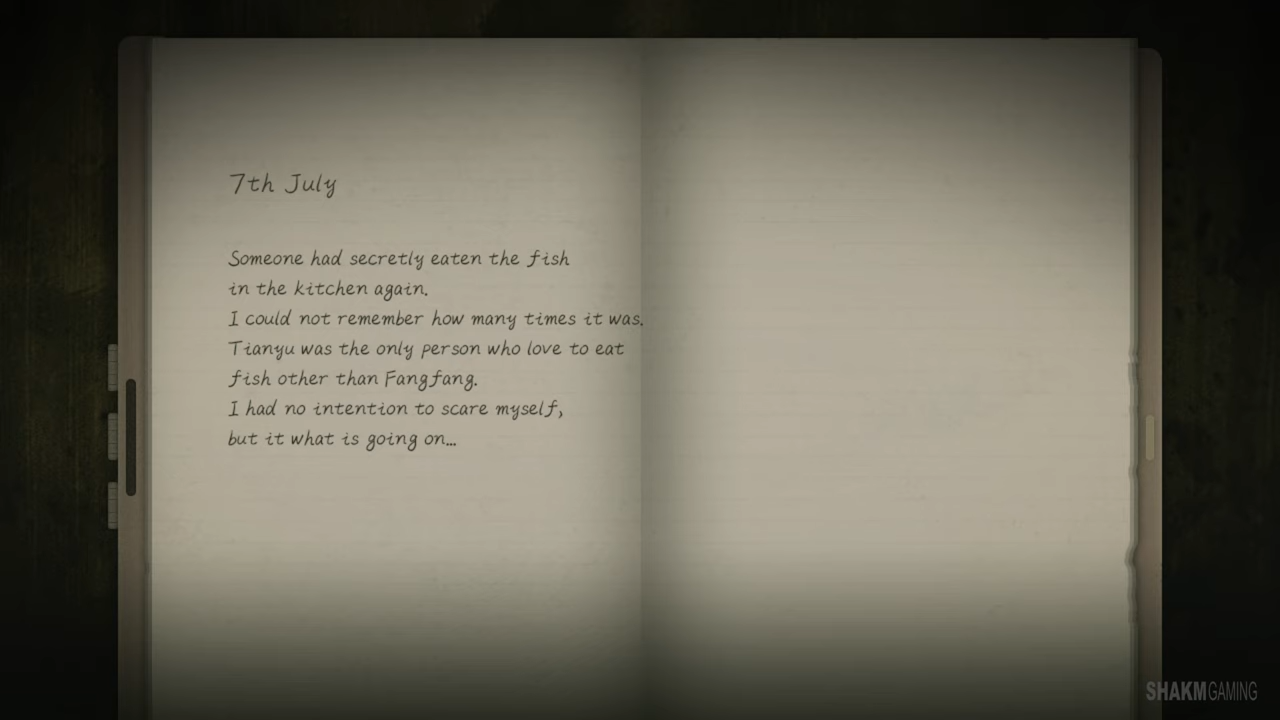 7th July
Someone had secretly eaten the fish
in the kitchen again.
I could not remember how many times it was.
Tianyu was the only person who love to eat
fish other than Fangfang.
I had no intention to scare myself,
but it what is going on...
SHAKMGAMING